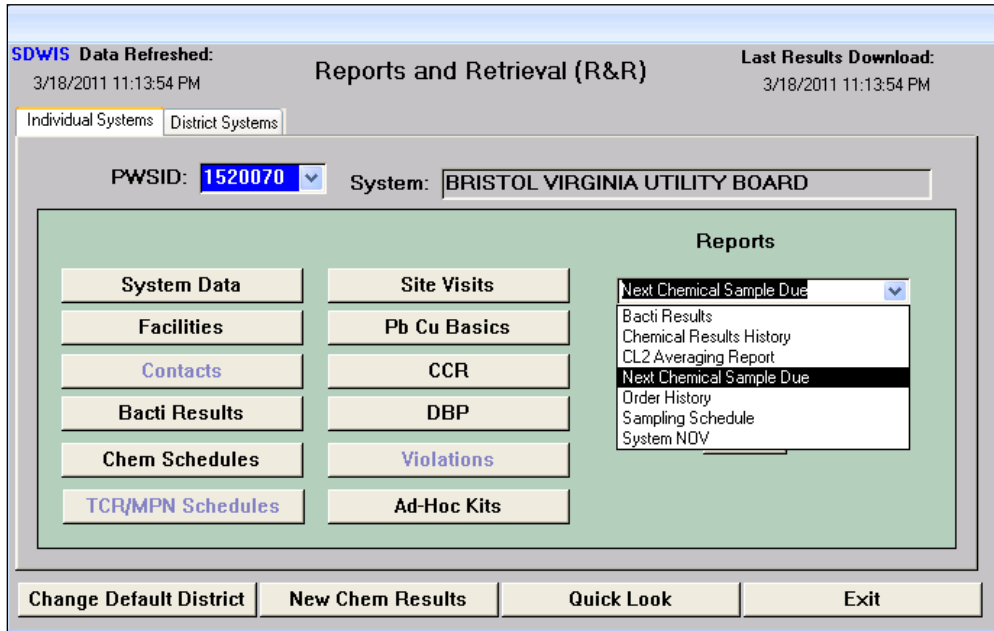 SDWIS Data Refreshed:
3/18/2011 11:13:54 PM
Reports and Retrieval (R&R)
Last Results Download:
3/18/2011 11:13:54 PM
Individual Systems
District Systems
PWSID: 1520070
System: BRISTOL VIRGINIA UTILITY BOARD
System Data
Facilities
Contacts
Bacti Results
Chem Schedules
TCR/MPN Schedules
Site Visits
Pb Cu Basics
CCR
DBP
Violations
Ad-Hoc Kits
Reports
Next Chemical Sample Due
Bacti Results
Chemical Results History
CL2 Averaging Report
Next Chemical Sample Due
Order History
Sampling Schedule
System NOV
Change Default District
New Chem Results
Quick Look
Exit